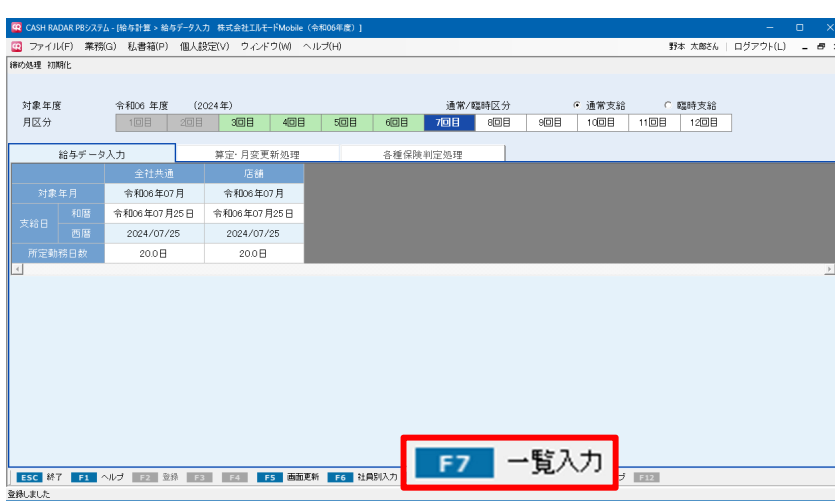 CASH RADAR PBシステム - [給与計算 > 給与データ入力 株式会社エルモードMobile（令和06年度）]
ファイル(F) 業務(G) 私書箱(P) 個人設定(V) ウィンドウ(W) ヘルプ(H) 野本 太郎さん ログアウト(L)
締め処理 初期化
対象年度 令和06 年度 (2024年) 通常/臨時区分 通常支給 臨時支給
月区分 1回目 2回目 3回目 4回目 5回目 6回目 7回目 8回目 9回目 10回目 11回目 12回目
給与データ入力 算定・月変更新処理 各種保険判定処理
全社共通 店舗
対象年月 令和06年07月 令和06年07月
支給日 和暦 令和06年07月25日 令和06年07月25日
西暦 2024/07/25 2024/07/25
所定勤務日数 20.0日 20.0日
ESC 終了 F1 ヘルプ F2 登録 F3 F4 F5 画面更新 F6 社員別入力 F7 一覧入力 プ F12
登録しました